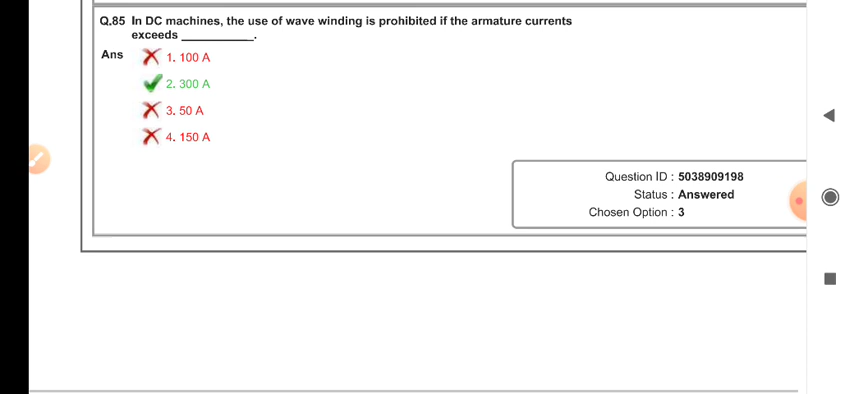 Q.85 In DC machines, the use of wave winding is prohibited if the armature currents
exceeds ___________.
Ans 1. 100 A
2. 300 A
3. 50 A
4. 150 A
Question ID : 5038909198
Status : Answered
Chosen Option : 3